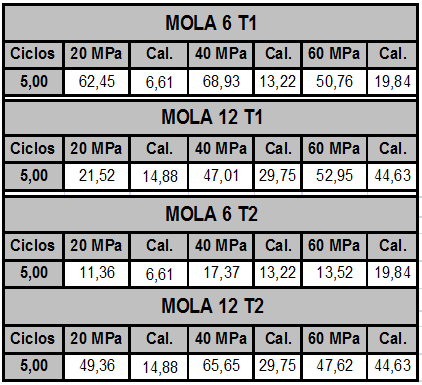 MOLA 6 T1
Ciclos 20 MPa Cal. 40 MPa Cal. 60 MPa Cal.
5,00 62,45 6,61 68,93 13,22 50,76 19,84
MOLA 12 T1
Ciclos 20 MPa Cal. 40 MPa Cal. 60 MPa Cal.
5,00 21,52 14,88 47,01 29,75 52,95 44,63
MOLA 6 T2
Ciclos 20 MPa Cal. 40 MPa Cal. 60 MPa Cal.
5,00 11,36 6,61 17,37 13,22 13,52 19,84
MOLA 12 T2
Ciclos 20 MPa Cal. 40 MPa Cal. 60 MPa Cal.
5,00 49,36 14,88 65,65 29,75 47,62 44,63